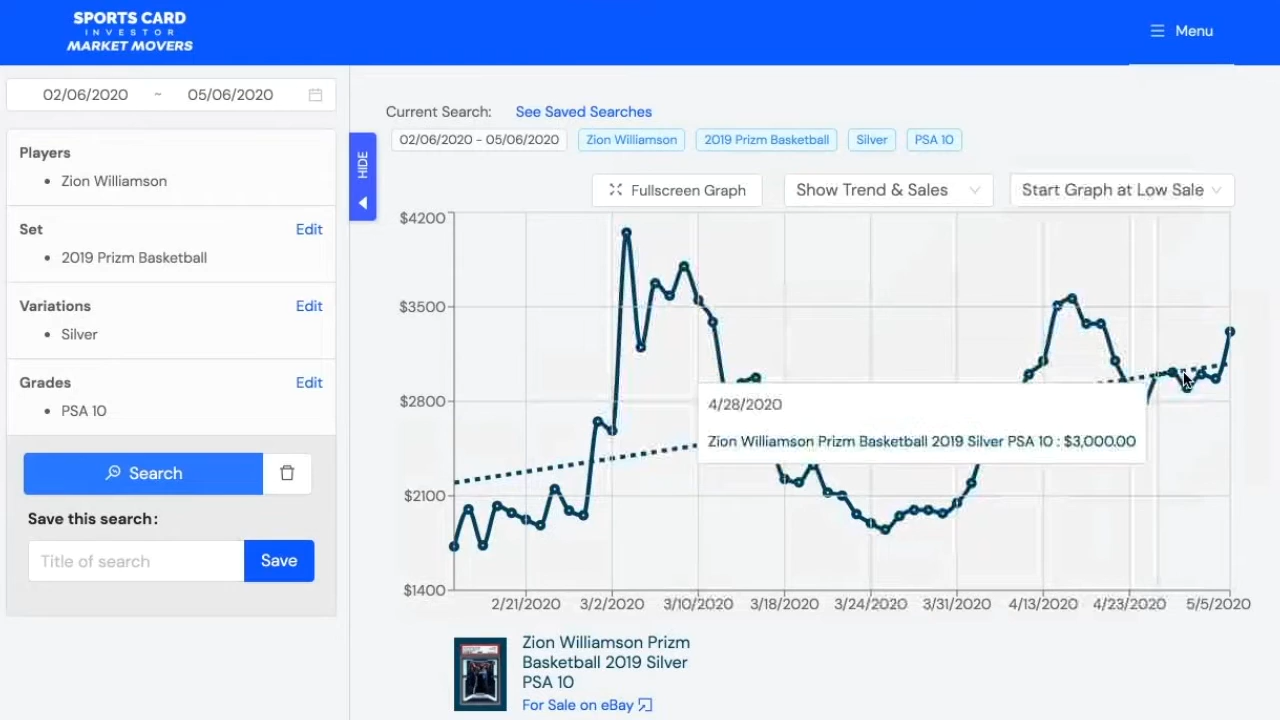 SPORTS CARD
INVESTOR
MARKET MOVERS
Menu
02/06/2020 ~ 05/06/2020
Players
Zion Williamson
Set Edit
2019 Prizm Basketball
Variations Edit
Silver
Grades Edit
PSA 10
Search
Save this search:
Title of search Save
HIDE
Current Search: See Saved Searches
02/06/2020 - 05/06/2020 Zion Williamson 2019 Prizm Basketball Silver PSA 10
Fullscreen Graph Show Trend & Sales Start Graph at Low Sale
$4200
$3500
$2800
$2100
$1400
4/28/2020
Zion Williamson Prizm Basketball 2019 Silver PSA 10 : $3,000.00
2/21/2020 3/2/2020 3/10/2020 3/18/2020 3/24/2020 3/31/2020 4/13/2020 4/23/2020 5/5/2020
Zion Williamson Prizm
Basketball 2019 Silver
PSA 10
For Sale on eBay